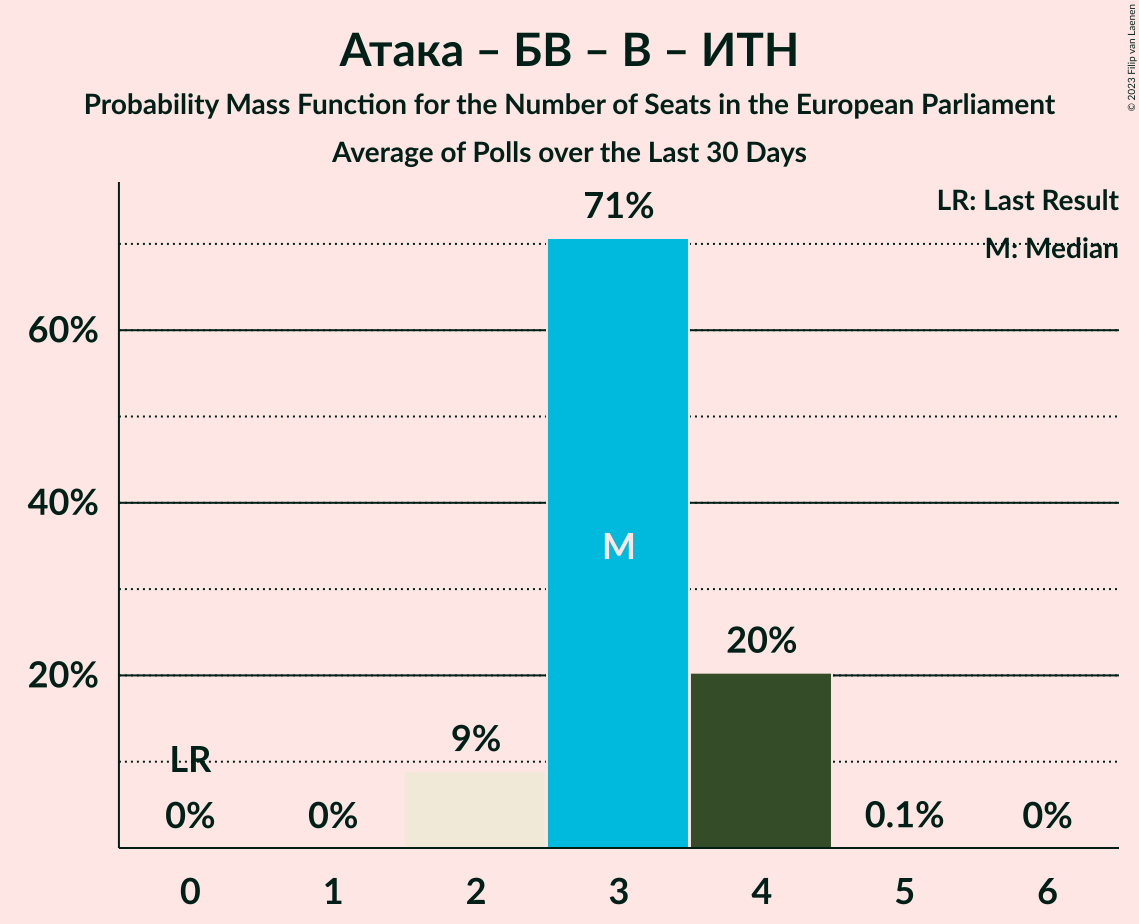 Атака – БВ – В – ИТН
Probability Mass Function for the Number of Seats in the European Parliament
Average of Polls over the Last 30 Days
© 2023 Filip van Laenen
LR: Last Result
M: Median
71%
60%
40%
M
20%
20%
9%
LR
0%
0%
0.1%
0%
0
1
2
3
4
5
6